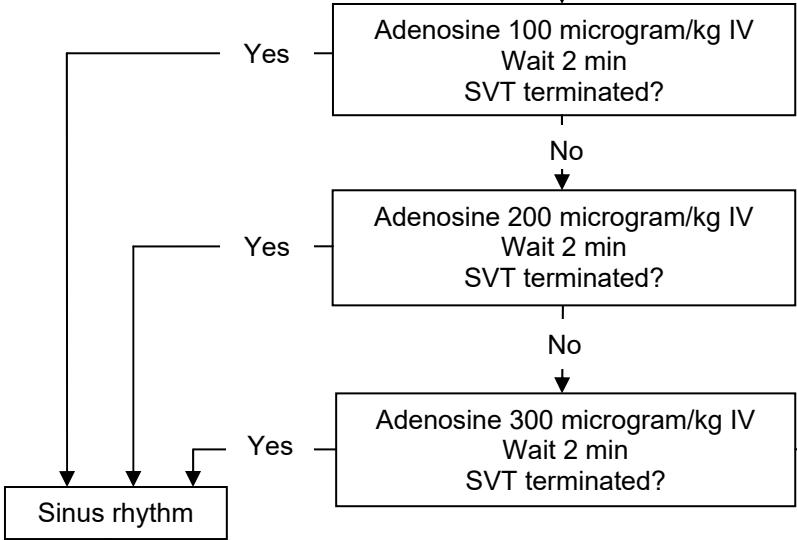 Adenosine 100 microgram/kg IV
Wait 2 min
SVT terminated?
Yes
No
Adenosine 200 microgram/kg IV
Wait 2 min
SVT terminated?
Yes
No
Adenosine 300 microgram/kg IV
Wait 2 min
SVT terminated?
Yes
Sinus rhythm